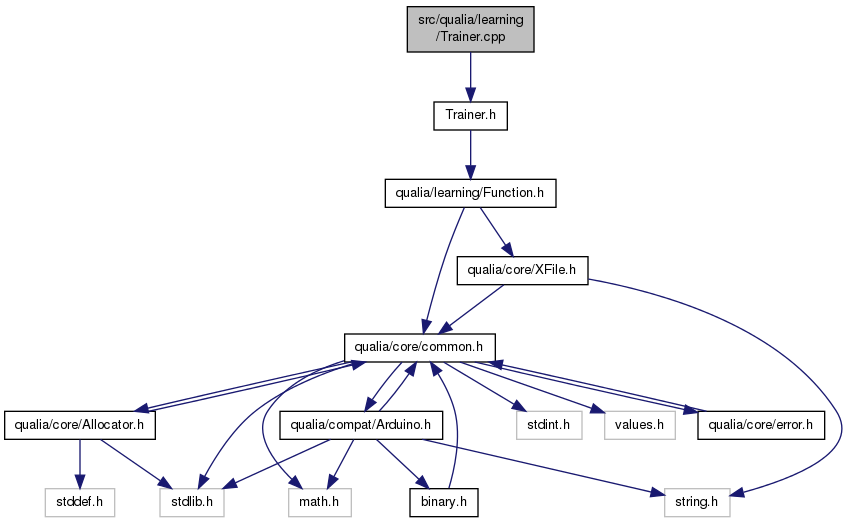 src/qualia/learning
/Trainer.cpp
Trainer.h
qualia/learning/Function.h
qualia/core/XFile.h
qualia/core/common.h
qualia/core/Allocator.h
qualia/compat/Arduino.h
stdint.h
values.h
qualia/core/error.h
stddef.h
stdlib.h
math.h
binary.h
string.h